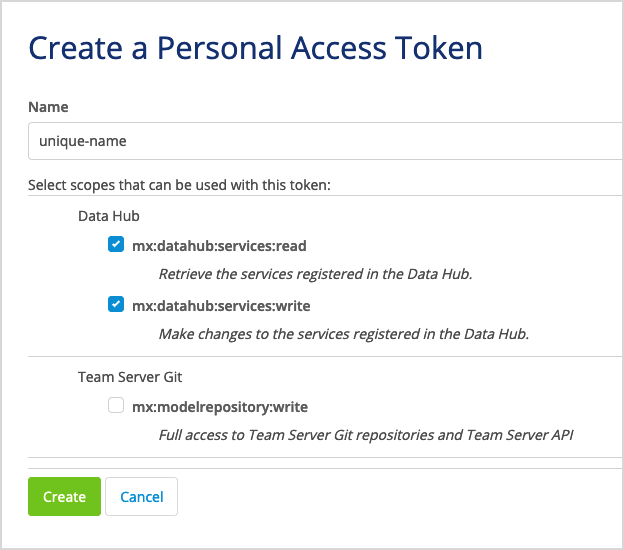 Create a Personal Access Token
Name
unique-name
Select scopes that can be used with this token:
Data Hub
mx:datahub:services:read
Retrieve the services registered in the Data Hub.
mx:datahub:services:write
Make changes to the services registered in the Data Hub.
Team Server Git
mx:modelrepository:write
Full access to Team Server Git repositories and Team Server API
Create Cancel